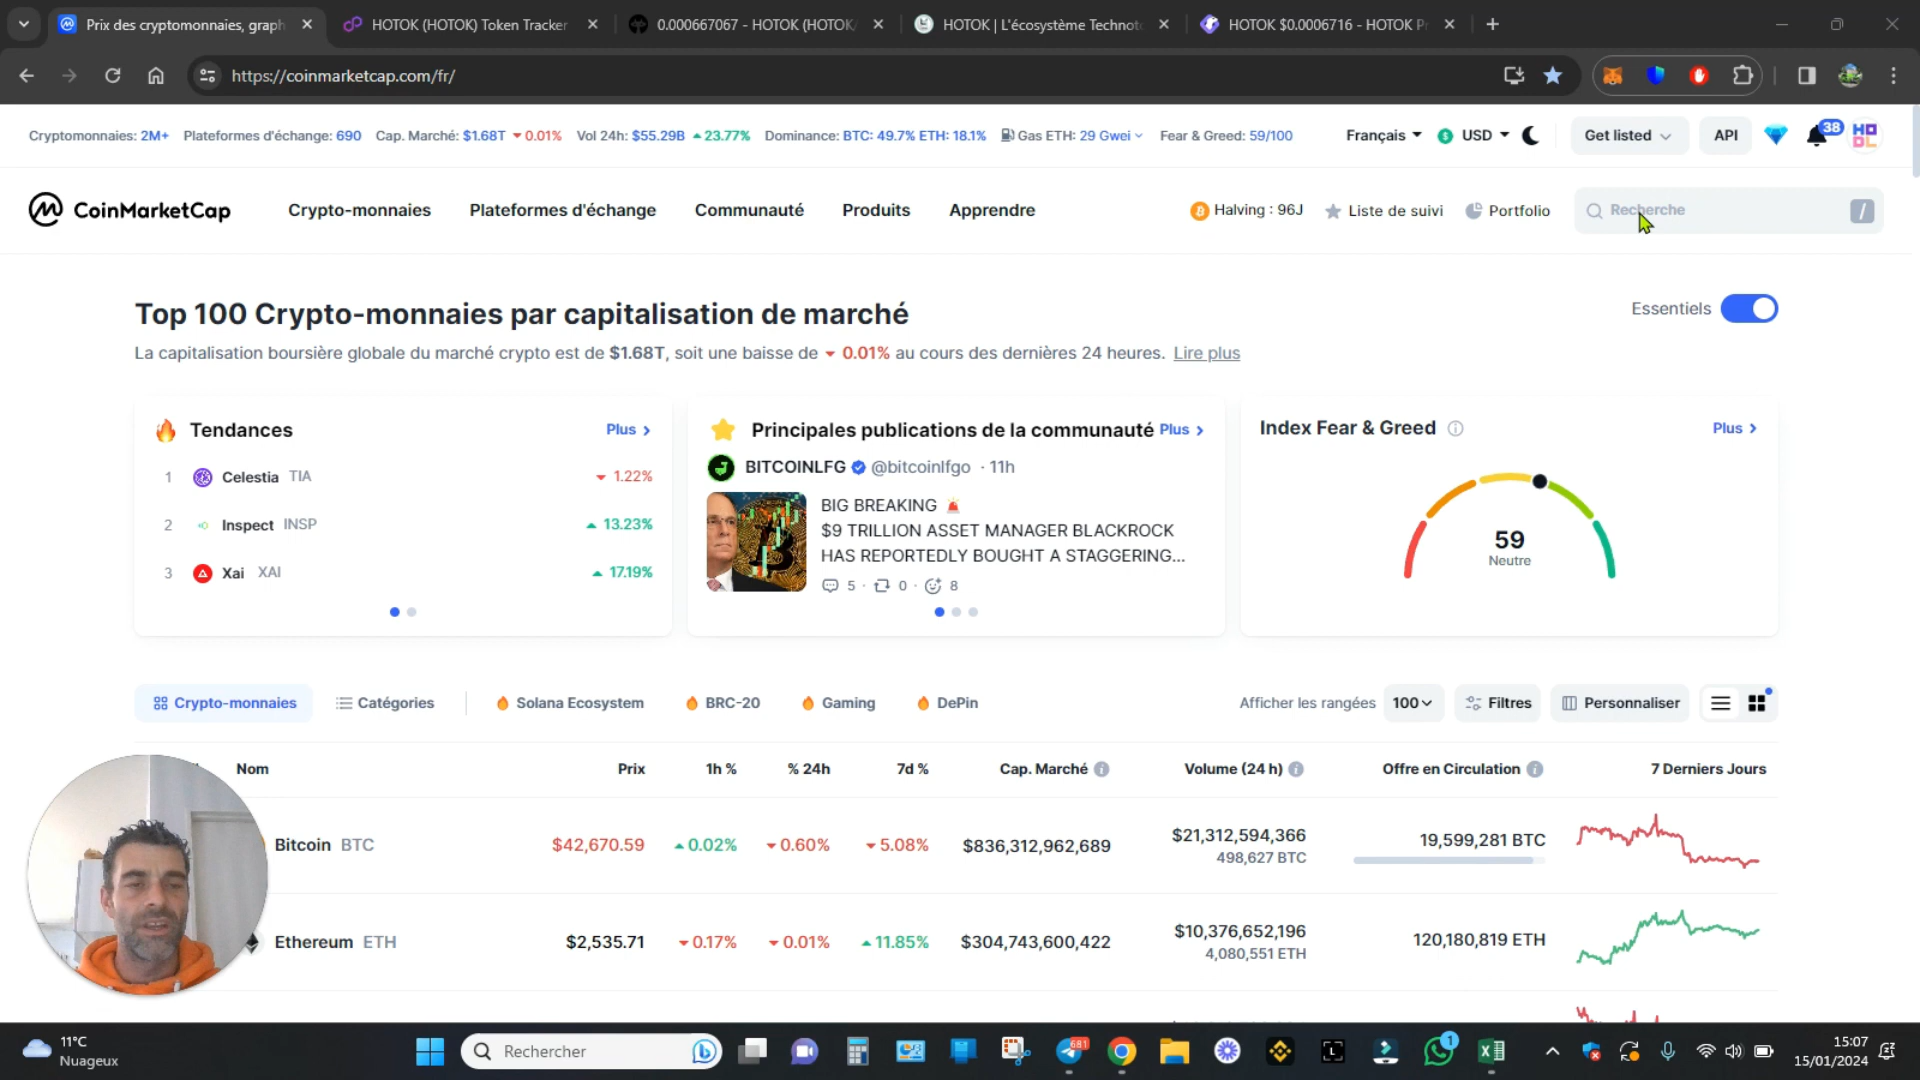 Prix des cryptomonnaies, graph
HOTOK (HOTOK) Token Tracker
0.000667067 - HOTOK (HOTOK/
HOTOK | L'écosystème Technoto
HOTOK $0.0006716 - HOTOK Pr
https://coinmarketcap.com/fr/
Cryptomonnaies: 2M+ Plateformes d'échange: 690 Cap. Marché: $1.68T 0.01% Vol 24h: $55.29B 23.77% Dominance: BTC: 49.7% ETH: 18.1% Gas ETH: 29 Gwei Fear & Greed: 59/100
Français $ USD Get listed API 38 HODL
CoinMarketCap Crypto-monnaies Plateformes d'échange Communauté Produits Apprendre Halving : 96J Liste de suivi Portfolio Recherche /
Top 100 Crypto-monnaies par capitalisation de marché
Essentiels
La capitalisation boursière globale du marché crypto est de $1.68T, soit une baisse de 0.01% au cours des dernières 24 heures. Lire plus
Tendances Plus
1 Celestia TIA 1.22%
2 Inspect INSP 13.23%
3 Xai XAI 17.19%
Principales publications de la communauté Plus
BITCOINLFG @bitcoinlfgo · 11h
BIG BREAKING
$9 TRILLION ASSET MANAGER BLACKROCK
HAS REPORTEDLY BOUGHT A STAGGERING...
5 · 0 · 8
Index Fear & Greed Plus
59
Neutre
Crypto-monnaies Catégories Solana Ecosystem BRC-20 Gaming DePin Afficher les rangées 100 Filtres Personnaliser
Nom Prix 1h % % 24h 7d % Cap. Marché Volume (24 h) Offre en Circulation 7 Derniers Jours
Bitcoin BTC $42,670.59 0.02% 0.60% 5.08% $836,312,962,689 $21,312,594,366 19,599,281 BTC
498,627 BTC
Ethereum ETH $2,535.71 0.17% 0.01% 11.85% $304,743,600,422 $10,376,652,196 120,180,819 ETH
4,080,551 ETH
11°C
Nuageux
Rechercher
681
1
15:07
15/01/2024